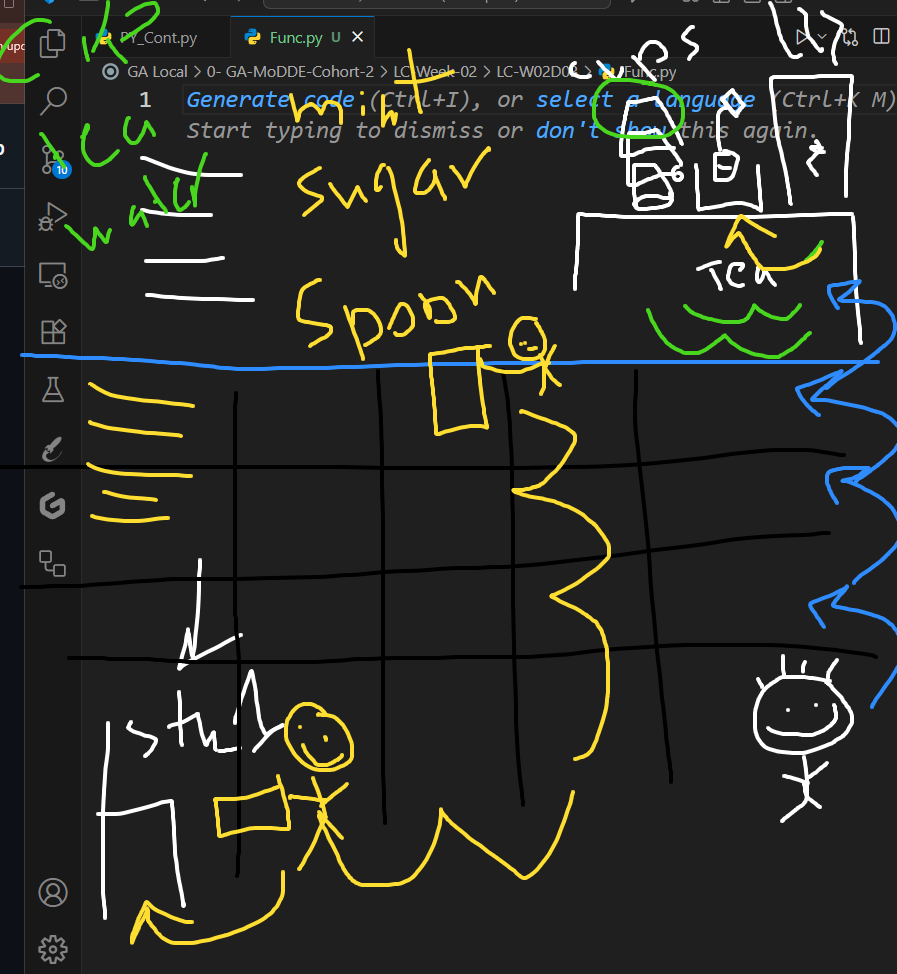 PY_Cont.py Func.py U
GA Local > 0- GA-MoDDE-Cohort-2 > LC-Week-02 > LC-W02D0 Func.py
1 Generate code (Ctrl+I), or select a language (Ctrl+K M)
Start typing to dismiss or don't show this again.
10
cups
mint
sugar
water
spoon
Tea
stud